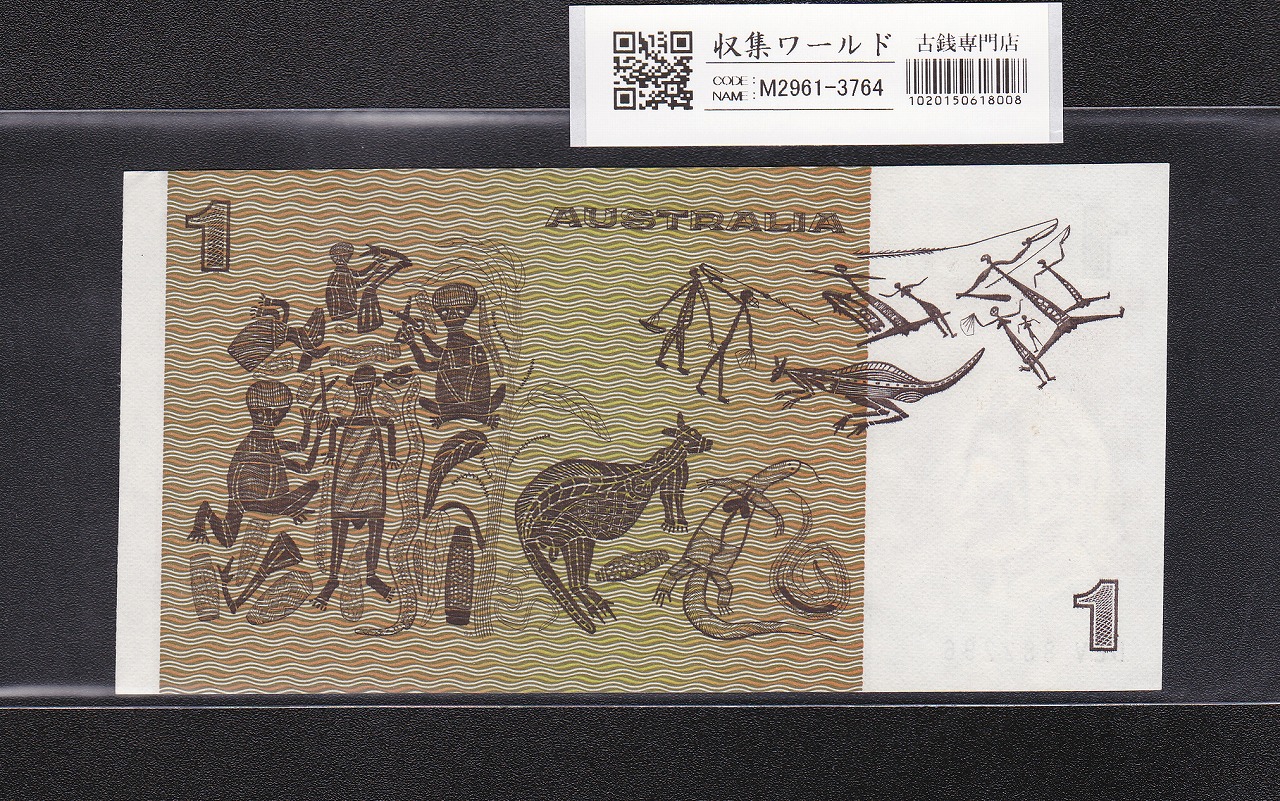 収集ワールド 古銭専門店
CODE:
NAME: M2961-3764
1020150618008
1
AUSTRALIA
1